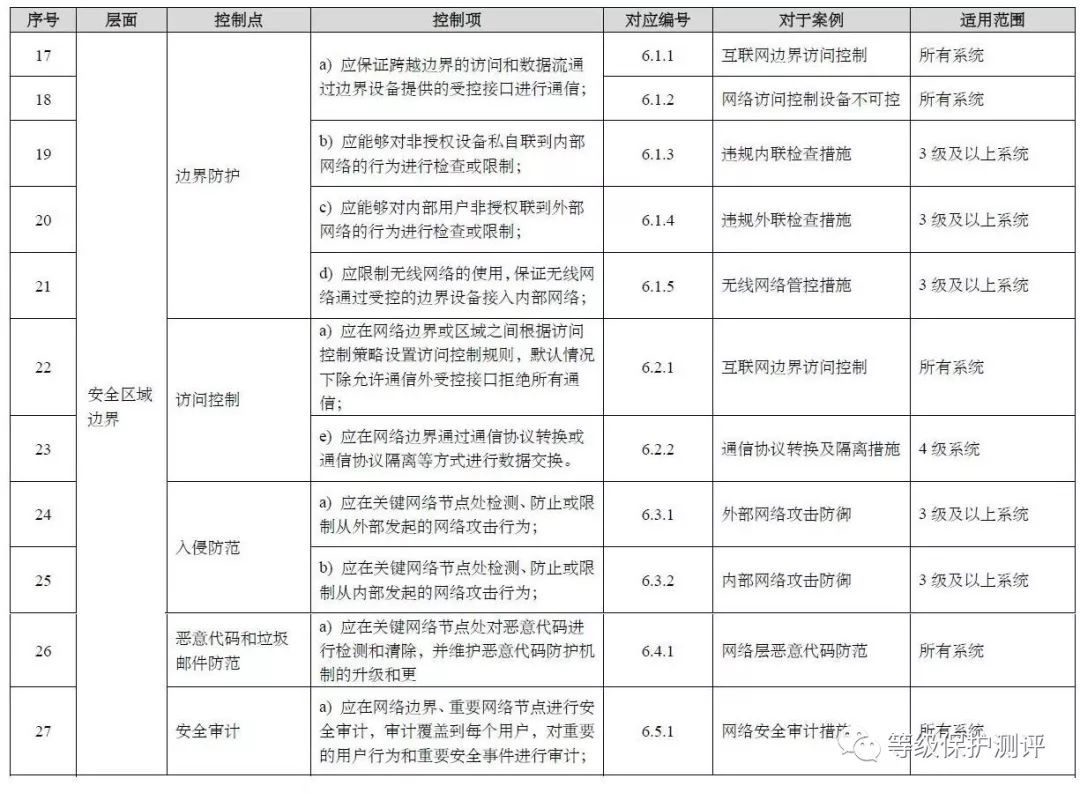 序号 层面 控制点 控制项 对应编号 对于案例 适用范围
安全区域
边界
边界防护
17
a) 应保证跨越边界的访问和数据流通
过边界设备提供的受控接口进行通信；
6.1.1 互联网边界访问控制 所有系统
18 6.1.2 网络访问控制设备不可控 所有系统
19
b) 应能够对非授权设备私自联到内部
网络的行为进行检查或限制；
6.1.3 违规内联检查措施 3 级及以上系统
20
c) 应能够对内部用户非授权联到外部
网络的行为进行检查或限制；
6.1.4 违规外联检查措施 3 级及以上系统
21
d) 应限制无线网络的使用，保证无线网
络通过受控的边界设备接入内部网络；
6.1.5 无线网络管控措施 3 级及以上系统
访问控制
22
a) 应在网络边界或区域之间根据访问
控制策略设置访问控制规则，默认情况
下除允许通信外受控接口拒绝所有通
信；
6.2.1 互联网边界访问控制 所有系统
23
e) 应在网络边界通过通信协议转换或
通信协议隔离等方式进行数据交换。
6.2.2 通信协议转换及隔离措施 4 级系统
入侵防范
24
a) 应在关键网络节点处检测、防止或限
制从外部发起的网络攻击行为；
6.3.1 外部网络攻击防御 3 级及以上系统
25
b) 应在关键网络节点处检测、防止或限
制从内部发起的网络攻击行为；
6.3.2 内部网络攻击防御 3 级及以上系统
26
恶意代码和垃圾
邮件防范
a) 应在关键网络节点处对恶意代码进
行检测和清除，并维护恶意代码防护机
制的升级和更
6.4.1 网络层恶意代码防范 所有系统
27
安全审计
a) 应在网络边界、重要网络节点进行安
全审计，审计覆盖到每个用户，对重要
的用户行为和重要安全事件进行审计；
6.5.1 网络安全审计措施 所有系统
等级保护测评